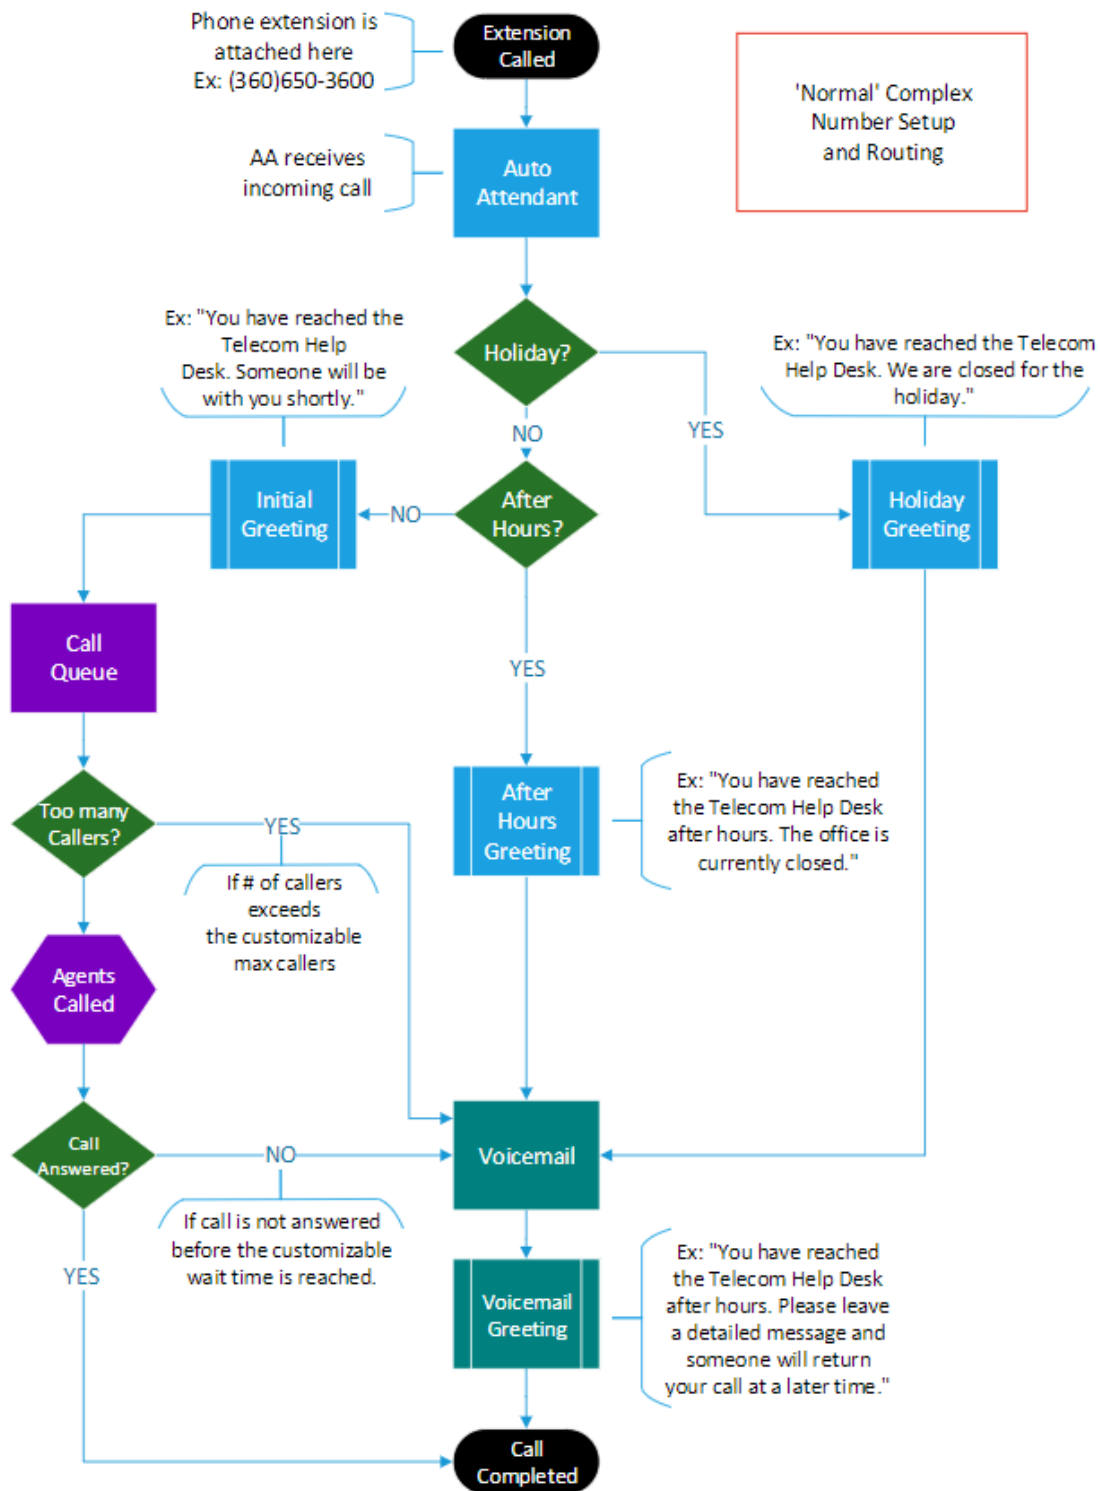 Phone extension is
attached here
Ex: (360)650-3600
Extension
Called
'Normal' Complex
Number Setup
and Routing
AA receives
incoming call
Auto
Attendant
Holiday?
Ex: "You have reached the
Telecom Help
Desk. Someone will be
with you shortly."
Ex: "You have reached the Telecom
Help Desk. We are closed for the
holiday."
NO
YES
Initial
Greeting
NO
After
Hours?
Holiday
Greeting
Call
Queue
YES
Too many
Callers?
YES
If # of callers
exceeds
the customizable
max callers
After
Hours
Greeting
Ex: "You have reached
the Telecom Help Desk
after hours. The office is
currently closed."
Agents
Called
Call
Answered?
NO
If call is not answered
before the customizable
wait time is reached.
Voicemail
YES
Voicemail
Greeting
Ex: "You have reached
the Telecom Help Desk
after hours. Please leave
a detailed message and
someone will return
your call at a later time."
Call
Completed